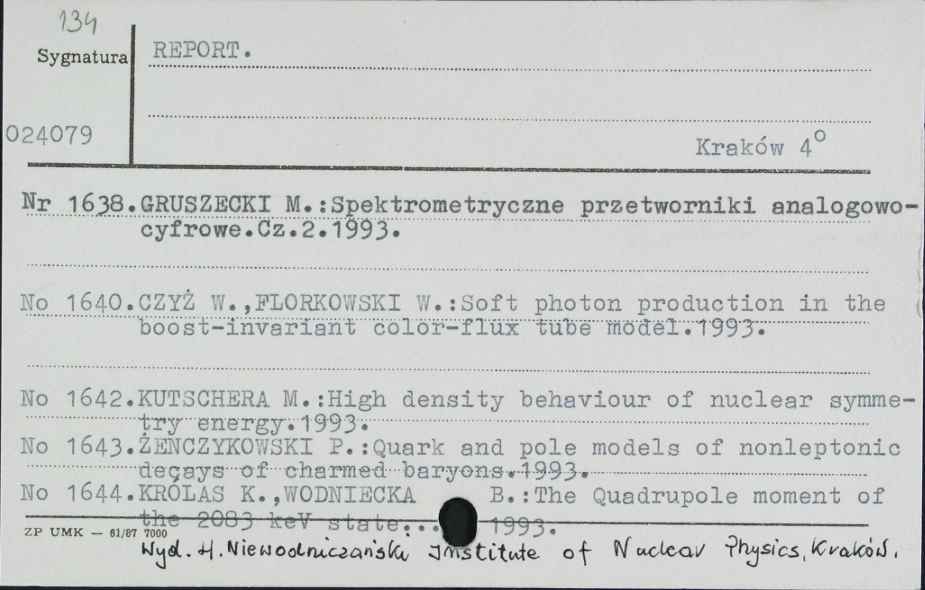 134
Sygnatura
REPORT.
024079
Kraków 4°
Nr 1638.GRUSZECKI M.:Spektrometryczne przetworniki analogowo-
cyfrowe.Cz.2.1993.
No 1640.CZYŻ W.,FLORKOWSKI W.:Soft photon production in the
boost-invariant color-flux tube model.1993.
No 1642.KUTSCHERA M.:High density behaviour of nuclear symme-
try energy.1993.
No 1643.ŻENCZYKOWSKI P.:Quark and pole models of nonleptonic
decays of charmed baryons.1993.
No 1644.KRÓLAS K.,WODNIECKA B.:The Quadrupole moment of
the 2083 keV state... 1993.
ZP UMK — 61/87 7000
Wyd. H. Niewodniczański Institute of Nuclear Physics, Kraków.